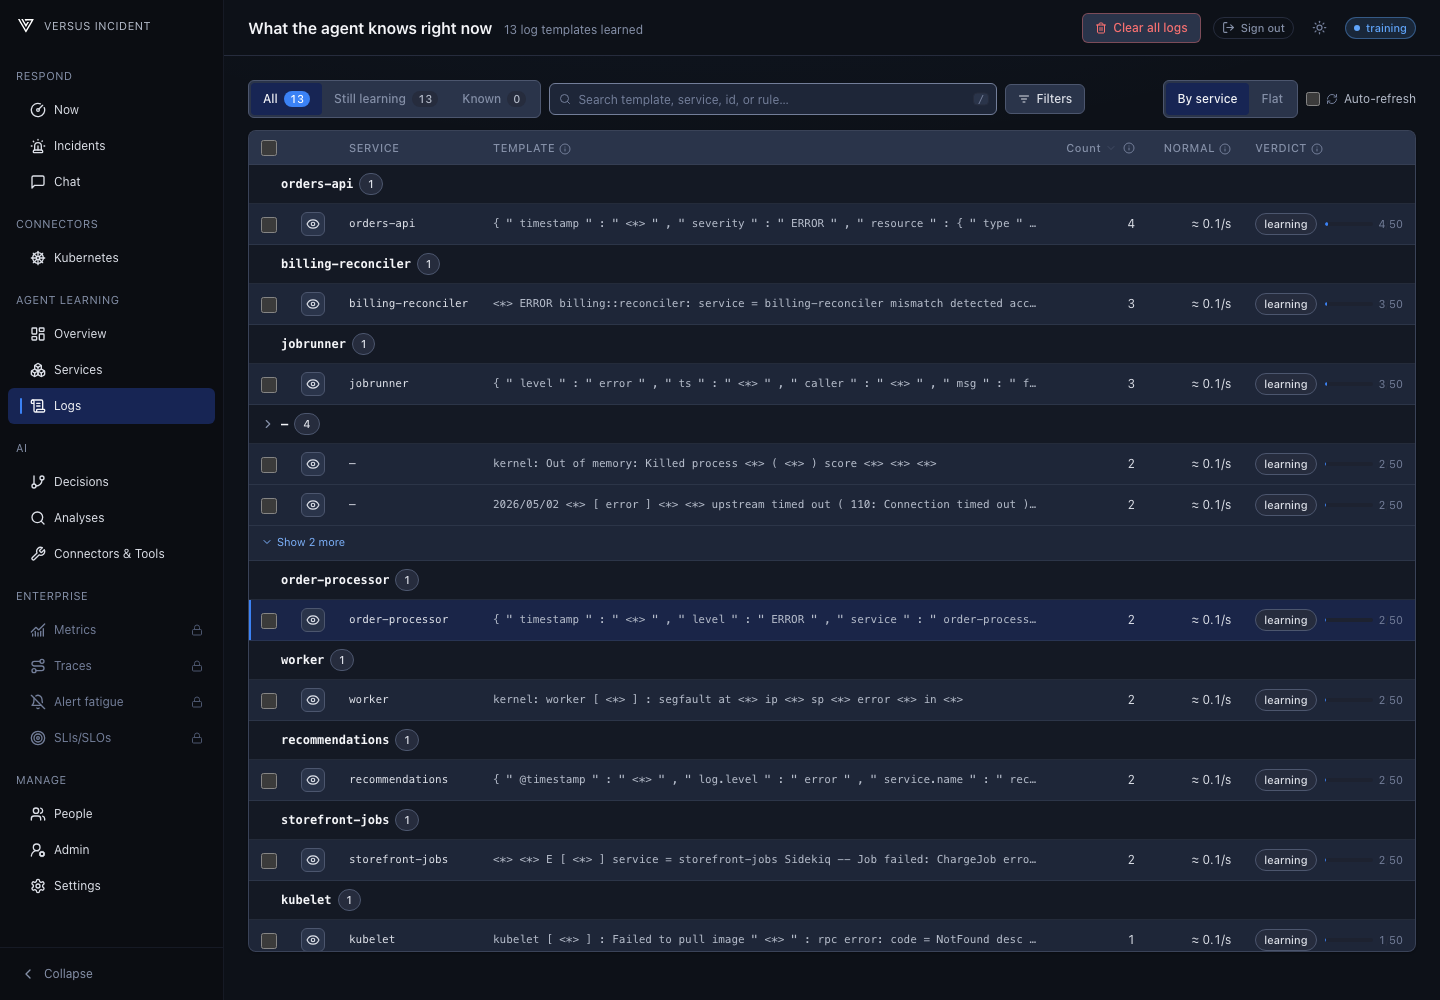 VERSUS INCIDENT
RESPOND
Now
Incidents
Chat
CONNECTORS
Kubernetes
AGENT LEARNING
Overview
Services
Logs
AI
Decisions
Analyses
Connectors & Tools
ENTERPRISE
Metrics
Traces
Alert fatigue
SLIs/SLOs
MANAGE
People
Admin
Settings
Collapse
What the agent knows right now 13 log templates learned Clear all logs Sign out training
All 13 Still learning 13 Known 0 Search template, service, id, or rule... / Filters By service Flat Auto-refresh
SERVICE TEMPLATE Count NORMAL VERDICT
orders-api 1
orders-api { " timestamp " : " <*> " , " severity " : " ERROR " , " resource " : { " type " … 4 ≈ 0.1/s learning 4 50
billing-reconciler 1
billing-reconciler <*> ERROR billing::reconciler: service = billing-reconciler mismatch detected acc… 3 ≈ 0.1/s learning 3 50
jobrunner 1
jobrunner { " level " : " error " , " ts " : " <*> " , " caller " : " <*> " , " msg " : " f… 3 ≈ 0.1/s learning 3 50
— 4
— kernel: Out of memory: Killed process <*> ( <*> ) score <*> <*> <*> 2 ≈ 0.1/s learning 2 50
— 2026/05/02 <*> [ error ] <*> <*> upstream timed out ( 110: Connection timed out )… 2 ≈ 0.1/s learning 2 50
Show 2 more
order-processor 1
order-processor { " timestamp " : " <*> " , " level " : " ERROR " , " service " : " order-process… 2 ≈ 0.1/s learning 2 50
worker 1
worker kernel: worker [ <*> ] : segfault at <*> ip <*> sp <*> error <*> in <*> 2 ≈ 0.1/s learning 2 50
recommendations 1
recommendations { " @timestamp " : " <*> " , " log.level " : " error " , " service.name " : " rec… 2 ≈ 0.1/s learning 2 50
storefront-jobs 1
storefront-jobs <*> <*> E [ <*> ] service = storefront-jobs Sidekiq -- Job failed: ChargeJob erro… 2 ≈ 0.1/s learning 2 50
kubelet 1
kubelet kubelet [ <*> ] : Failed to pull image " <*> " : rpc error: code = NotFound desc … 1 ≈ 0.1/s learning 1 50